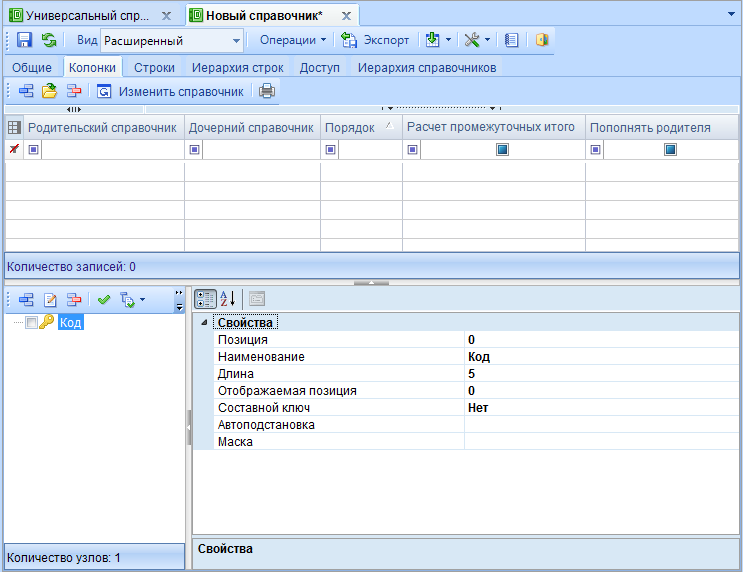 Универсальный спр... Новый справочник*
Вид Расширенный Операции Экспорт
Общие Колонки Строки Иерархия строк Доступ Иерархия справочников
Изменить справочник
Родительский справочник Дочерний справочник Порядок Расчет промежуточных итого Пополнять родителя
Количество записей: 0
Код
Свойства
Позиция 0
Наименование Код
Длина 5
Отображаемая позиция 0
Составной ключ Нет
Автоподстановка
Маска
Количество узлов: 1
Свойства